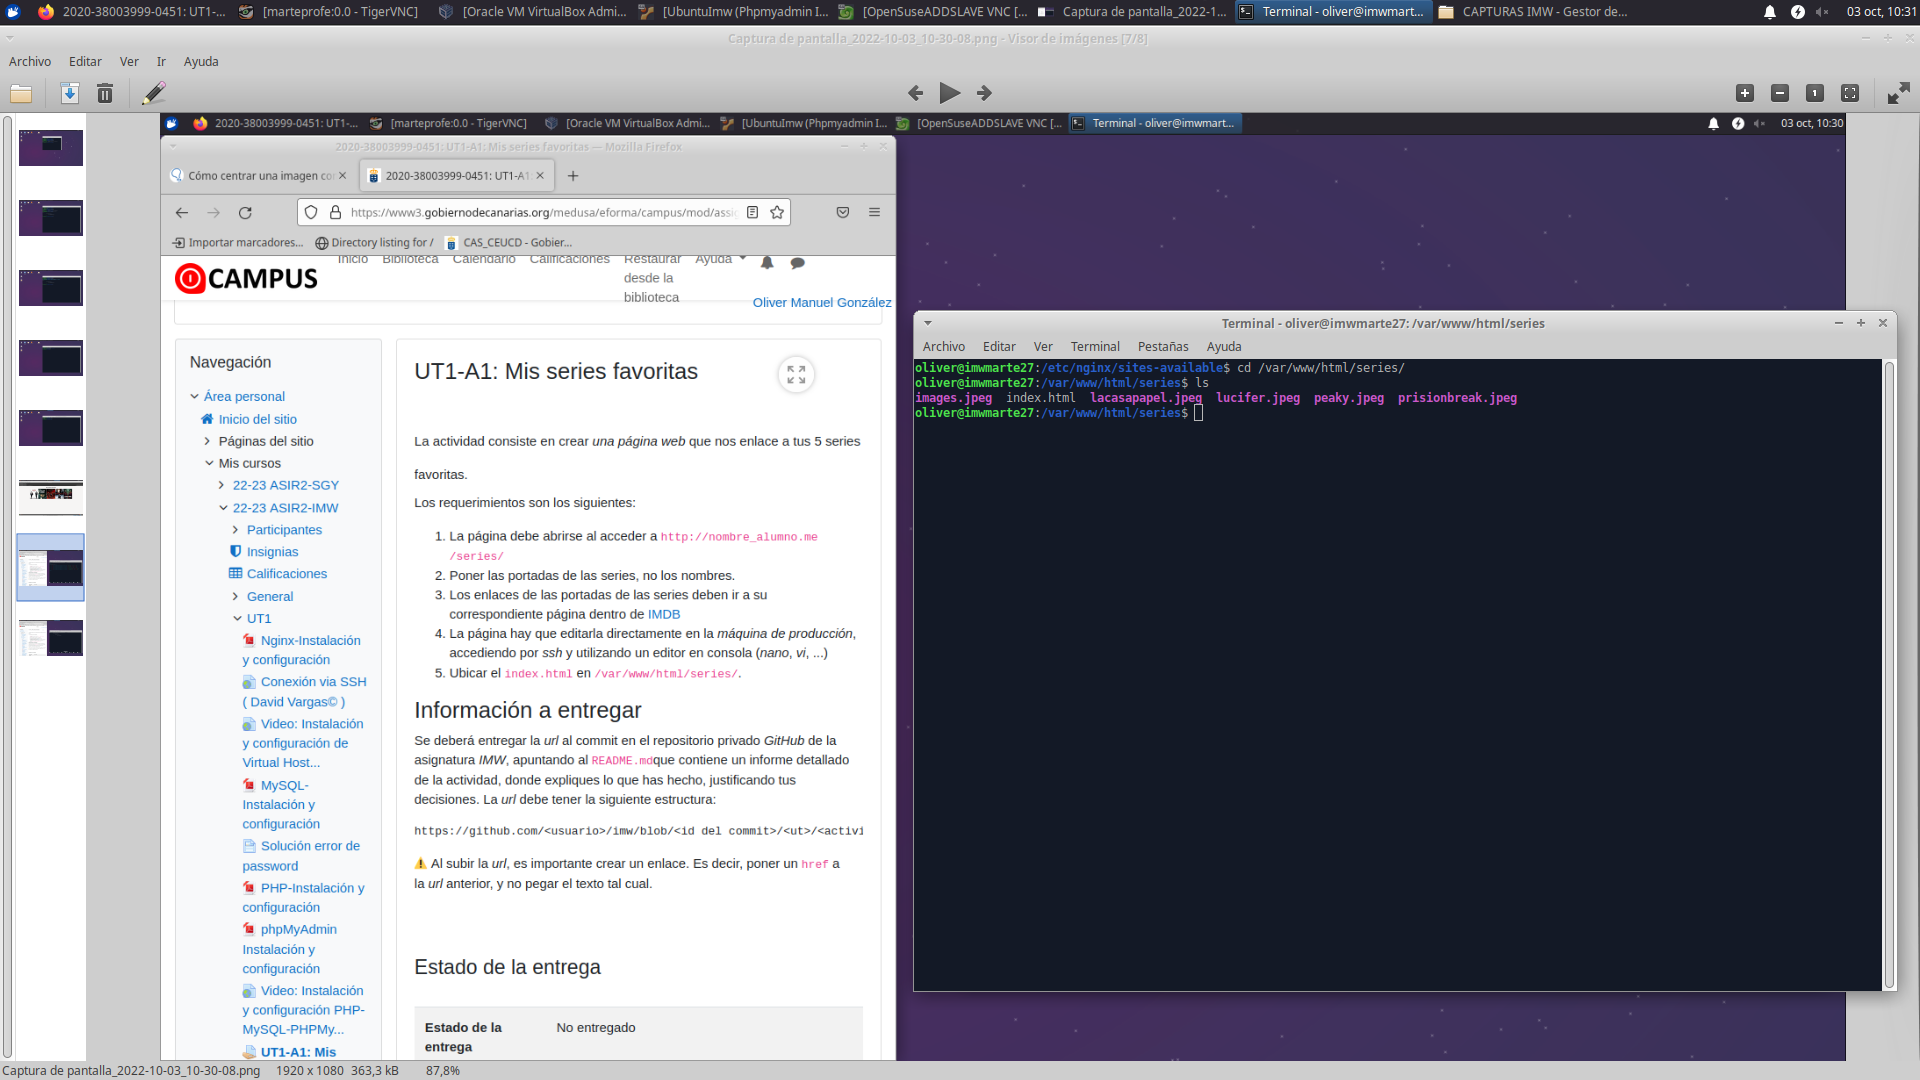 2020-38003999-0451: UT1-...
[marteprofe:0.0 - TigerVNC]
[Oracle VM VirtualBox Admi...
[UbuntuImw (Phpmyadmin I...
[OpenSuseADDSLAVE VNC [...
Captura de pantalla_2022-1...
Terminal - oliver@imwmart...
CAPTURAS IMW - Gestor de...
03 oct, 10:31
Captura de pantalla_2022-10-03_10-30-08.png - Visor de imágenes [7/8]
Archivo Editar Ver Ir Ayuda
2020-38003999-0451: UT1-...
[marteprofe:0.0 - TigerVNC]
[Oracle VM VirtualBox Admi...
[UbuntuImw (Phpmyadmin I...
[OpenSuseADDSLAVE VNC [...
Terminal - oliver@imwmart...
03 oct, 10:30
2020-38003999-0451: UT1-A1: Mis series favoritas — Mozilla Firefox
Cómo centrar una imagen co
2020-38003999-0451: UT1-A1
https://www3.gobiernodecanarias.org/medusa/eforma/campus/mod/assig
Importar marcadores...
Directory listing for /
CAS_CEUCD - Gobier...
CAMPUS
Inicio Biblioteca Calendario Calificaciones Restaurar desde la biblioteca Ayuda
Oliver Manuel González
Navegación
Área personal
Inicio del sitio
Páginas del sitio
Mis cursos
22-23 ASIR2-SGY
22-23 ASIR2-IMW
Participantes
Insignias
Calificaciones
General
UT1
Nginx-Instalación
y configuración
Conexión via SSH
( David Vargas© )
Video: Instalación
y configuración de
Virtual Host...
MySQL-
Instalación y
configuración
Solución error de
password
PHP-Instalación y
configuración
phpMyAdmin
Instalación y
configuración
Video: Instalación
y configuración PHP-
MySQL-PHPMy...
UT1-A1: Mis
UT1-A1: Mis series favoritas
La actividad consiste en crear una página web que nos enlace a tus 5 series
favoritas.
Los requerimientos son los siguientes:
1. La página debe abrirse al acceder a http://nombre_alumno.me
/series/
2. Poner las portadas de las series, no los nombres.
3. Los enlaces de las portadas de las series deben ir a su
correspondiente página dentro de IMDB
4. La página hay que editarla directamente en la máquina de producción,
accediendo por ssh y utilizando un editor en consola (nano, vi, ...)
5. Ubicar el index.html en /var/www/html/series/.
Información a entregar
Se deberá entregar la url al commit en el repositorio privado GitHub de la
asignatura IMW, apuntando al README.mdque contiene un informe detallado
de la actividad, donde expliques lo que has hecho, justificando tus
decisiones. La url debe tener la siguiente estructura:
https://github.com/<usuario>/imw/blob/<id del commit>/<ut>/<activi
Al subir la url, es importante crear un enlace. Es decir, poner un href a
la url anterior, y no pegar el texto tal cual.
Estado de la entrega
Estado de la
entrega
No entregado
Terminal - oliver@imwmarte27: /var/www/html/series
Archivo Editar Ver Terminal Pestañas Ayuda
oliver@imwmarte27:/etc/nginx/sites-available$ cd /var/www/html/series/
oliver@imwmarte27:/var/www/html/series$ ls
images.jpeg index.html lacasapapel.jpeg lucifer.jpeg peaky.jpeg prisionbreak.jpeg
oliver@imwmarte27:/var/www/html/series$
Captura de pantalla_2022-10-03_10-30-08.png 1920 x 1080 363,3 kB 87,8%